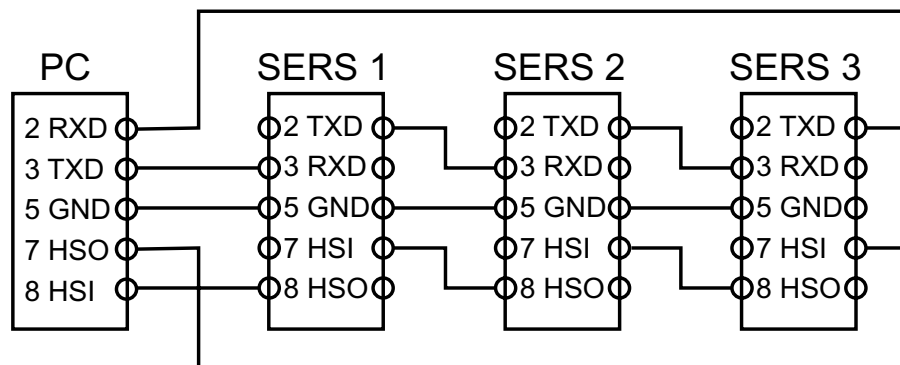 PC
2 RXD
3 TXD
5 GND
7 HSO
8 HSI
SERS 1
2 TXD
3 RXD
5 GND
7 HSI
8 HSO
SERS 2
2 TXD
3 RXD
5 GND
7 HSI
8 HSO
SERS 3
2 TXD
3 RXD
5 GND
7 HSI
8 HSO